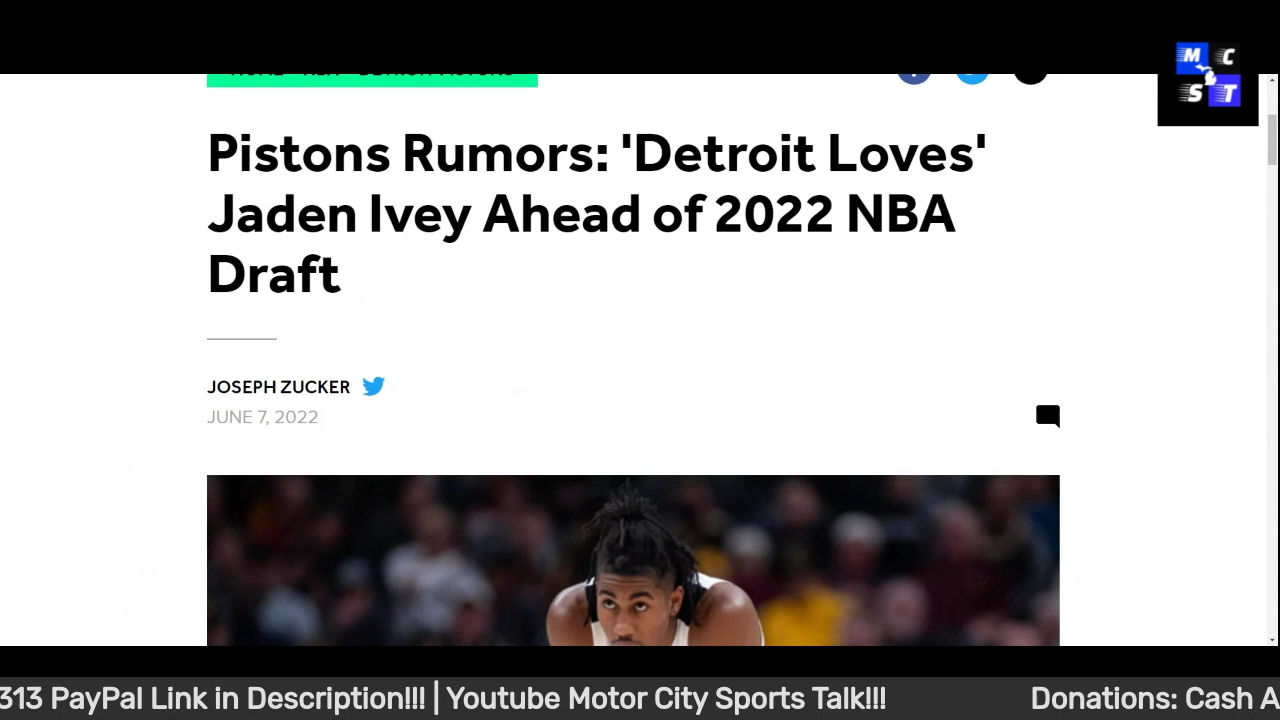 M C
S T
Pistons Rumors: 'Detroit Loves'
Jaden Ivey Ahead of 2022 NBA
Draft
JOSEPH ZUCKER
JUNE 7, 2022
313 PayPal Link in Description!!! | Youtube Motor City Sports Talk!!! Donations: Cash A